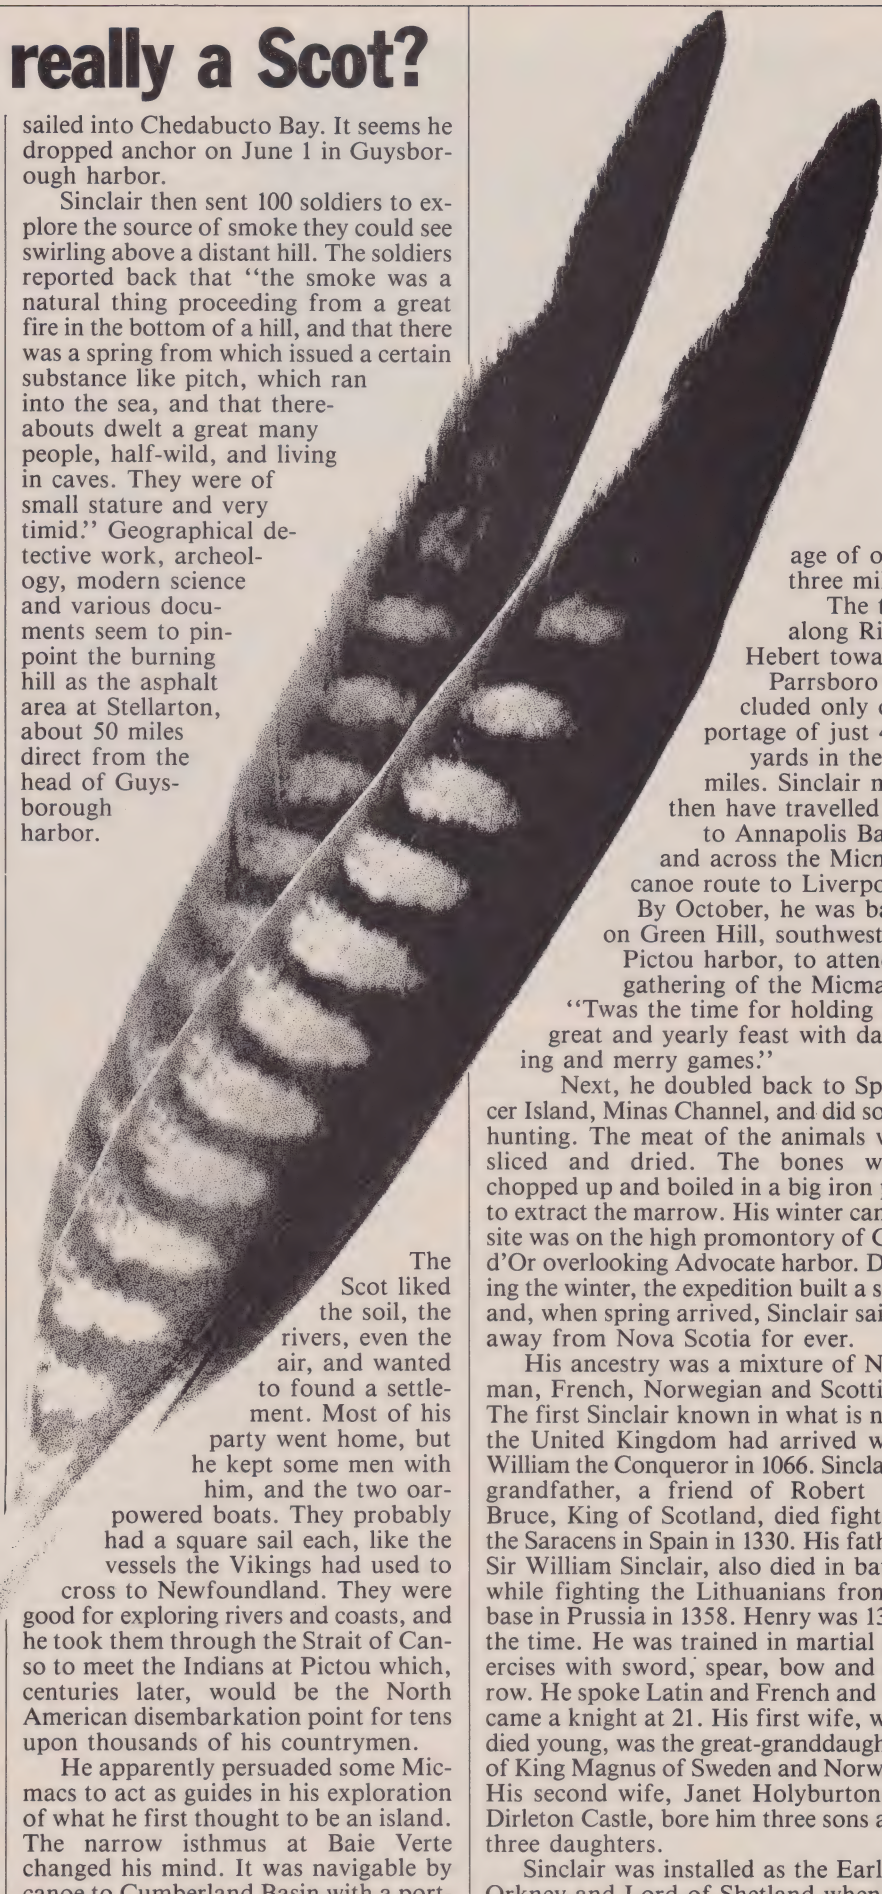 really a Scot?
sailed into Chedabucto Bay. It seems he
dropped anchor on June 1 in Guysbor-
ough harbor.
Sinclair then sent 100 soldiers to ex-
plore the source of smoke they could see
swirling above a distant hill. The soldiers
reported back that “the smoke was a
natural thing proceeding from a great
fire in the bottom of a hill, and that there
was a spring from which issued a certain
substance like pitch, which ran
into the sea, and that there-
abouts dwelt a great many
people, half-wild, and living
in caves. They were of
small stature and very
timid.” Geographical de-
tective work, archeol-
ogy, modern science
and various docu-
ments seem to pin-
point the burning
hill as the asphalt
area at Stellarton,
about 50 miles
direct from the
head of Guys-
borough
harbor.
The
Scot liked
the soil, the
rivers, even the
air, and wanted
to found a settle-
ment. Most of his
party went home, but
he kept some men with
him, and the two oar-
powered boats. They probably
had a square sail each, like the
vessels the Vikings had used to
cross to Newfoundland. They were
good for exploring rivers and coasts, and
he took them through the Strait of Can-
so to meet the Indians at Pictou which,
centuries later, would be the North
American disembarkation point for tens
upon thousands of his countrymen.
He apparently persuaded some Mic-
macs to act as guides in his exploration
of what he first thought to be an island.
The narrow isthmus at Baie Verte
changed his mind. It was navigable by
canoe to Cumberland Basin with a port-
age of o
three mi
The t
along Ri
Hebert towa
Parrsboro
cluded only
portage of just 4
yards in the
miles. Sinclair m
then have travelled
to Annapolis Ba
and across the Micm
canoe route to Liverpo
By October, he was ba
on Green Hill, southwest
Pictou harbor, to atten
gathering of the Micma
“Twas the time for holding
great and yearly feast with da
ing and merry games.”
Next, he doubled back to Sp
cer Island, Minas Channel, and did so
hunting. The meat of the animals w
sliced and dried. The bones w
chopped up and boiled in a big iron
to extract the marrow. His winter cam
site was on the high promontory of C
d’Or overlooking Advocate harbor. D
ing the winter, the expedition built a s
and, when spring arrived, Sinclair sai
away from Nova Scotia for ever.
His ancestry was a mixture of N
man, French, Norwegian and Scotti
The first Sinclair known in what is n
the United Kingdom had arrived w
William the Conqueror in 1066. Sincla
grandfather, a friend of Robert
Bruce, King of Scotland, died fight
the Saracens in Spain in 1330. His fath
Sir William Sinclair, also died in bat
while fighting the Lithuanians from
base in Prussia in 1358. Henry was 13
the time. He was trained in martial
ercises with sword, spear, bow and
row. He spoke Latin and French and
came a knight at 21. His first wife, w
died young, was the great-granddaugh
of King Magnus of Sweden and Norw
His second wife, Janet Holyburton
Dirleton Castle, bore him three sons a
three daughters.
Sinclair was installed as the Earl
Orkney and Lord of Shetland when